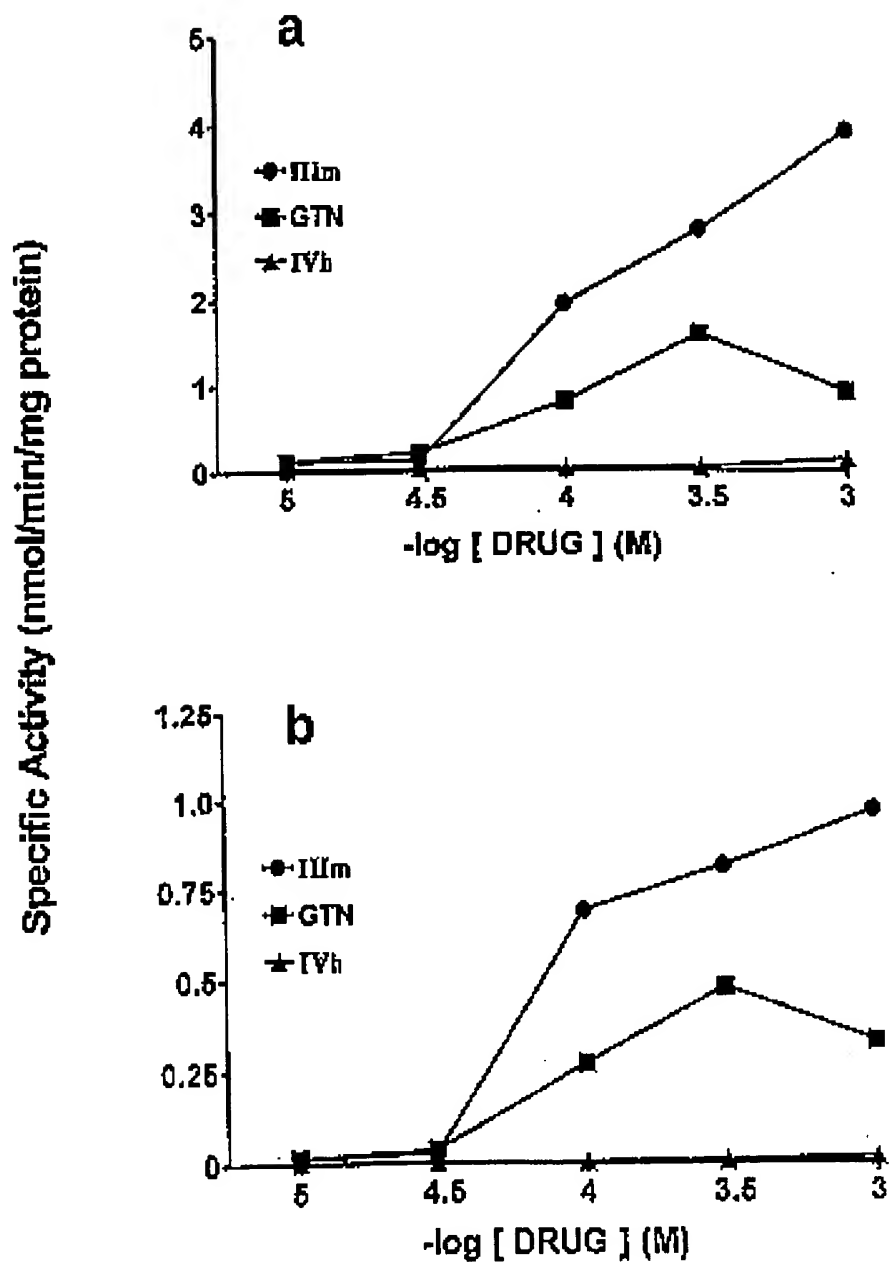 Specific Activity (nmol/min/mg protein)
a
5
4
3
2
1
0
IIIm
GTN
IVh
5 4.5 4 3.5 3
-log [ DRUG ] (M)
b
1.25
1.0
0.75
0.5
0.25
0
IIIm
GTN
IVh
5 4.5 4 3.5 3
-log [ DRUG ] (M)